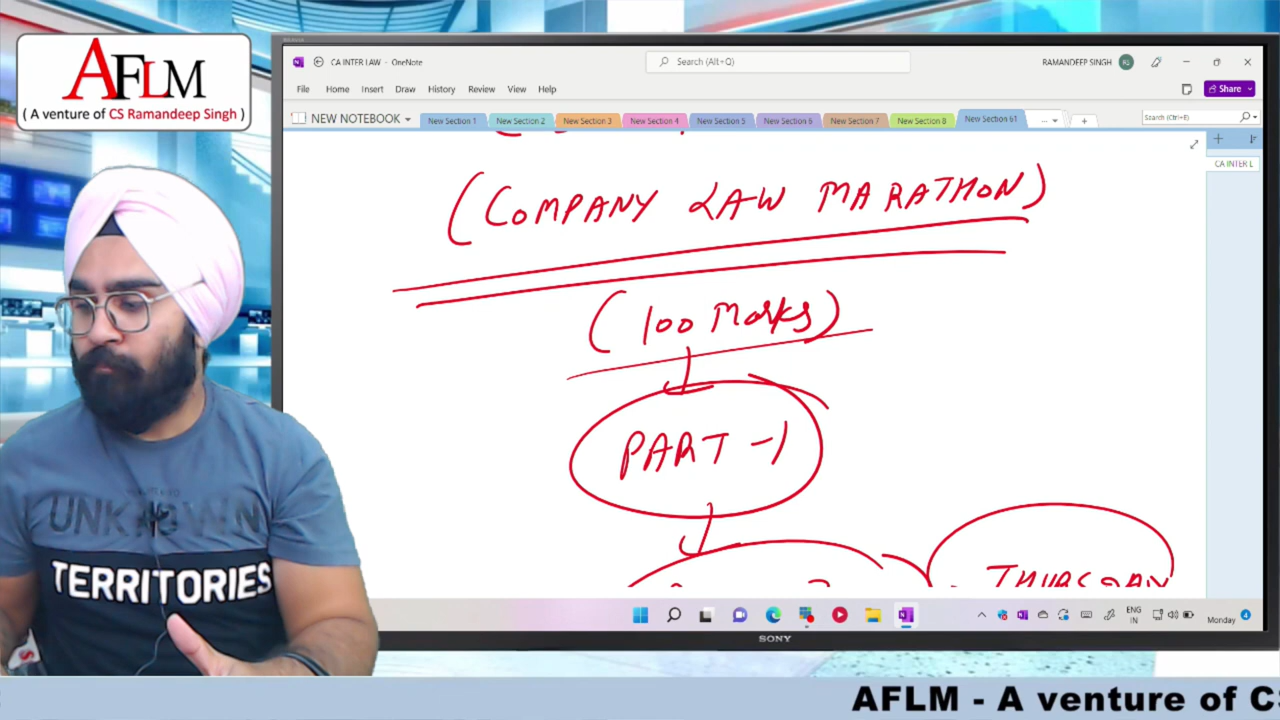 AFLM
( A venture of CS Ramandeep Singh )
CA INTER LAW - OneNote
Search (Alt+Q)
RAMANDEEP SINGH
File Home Insert Draw History Review View Help
Share
NEW NOTEBOOK
New Section 1 New Section 2 New Section 3 New Section 4 New Section 5 New Section 6 New Section 7 New Section 8 New Section 61
Search (Ctrl+E)
CA INTER L
(COMPANY LAW MARATHON)
(100 Marks)
PART-1
THURSDAY
UNKNOWN
TERRITORIES
ENG
IN
Monday
SONY
AFLM - A venture of C